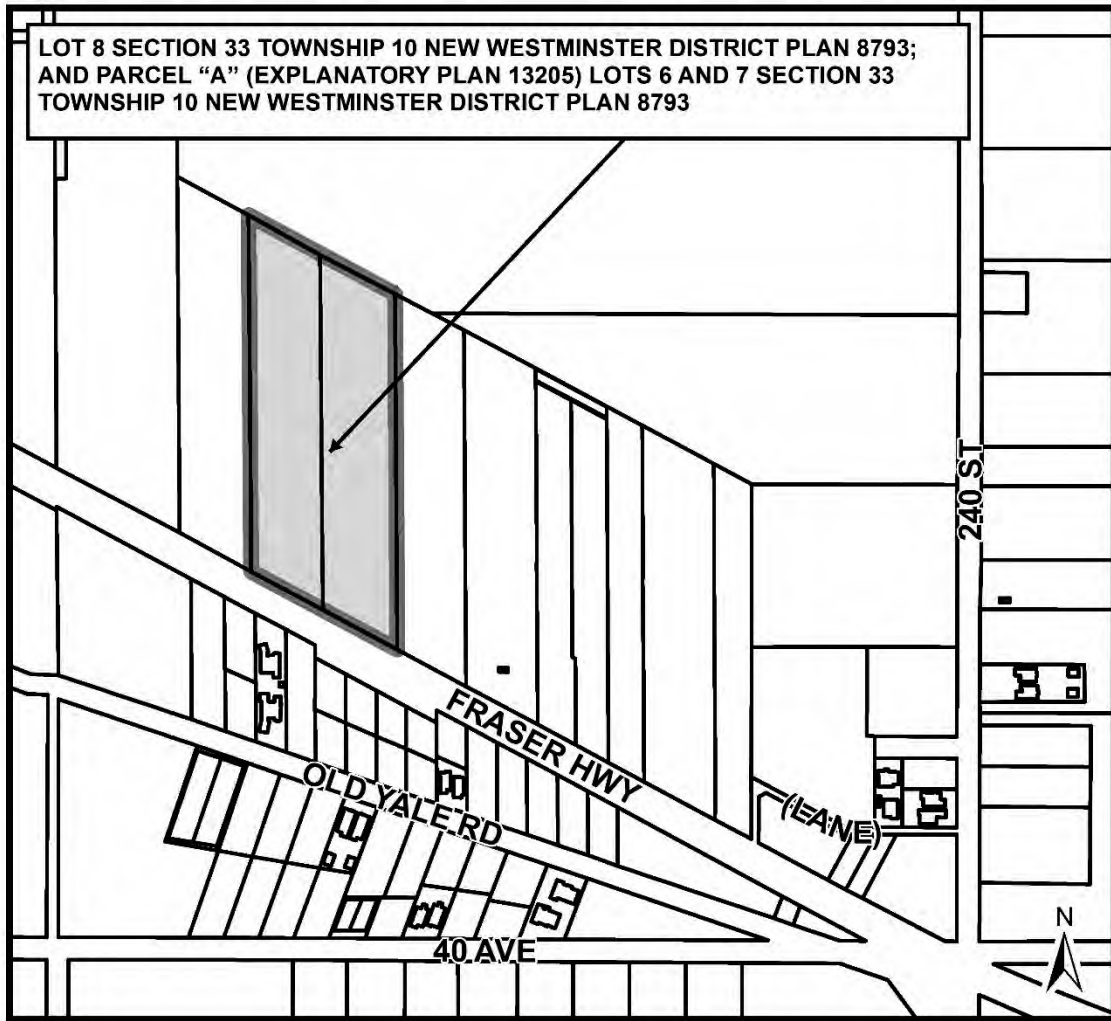 LOT 8 SECTION 33 TOWNSHIP 10 NEW WESTMINSTER DISTRICT PLAN 8793;
AND PARCEL “A” (EXPLANATORY PLAN 13205) LOTS 6 AND 7 SECTION 33
TOWNSHIP 10 NEW WESTMINSTER DISTRICT PLAN 8793
240 ST
FRASER HWY
OLD YALE RD
(LANE)
40 AVE
N